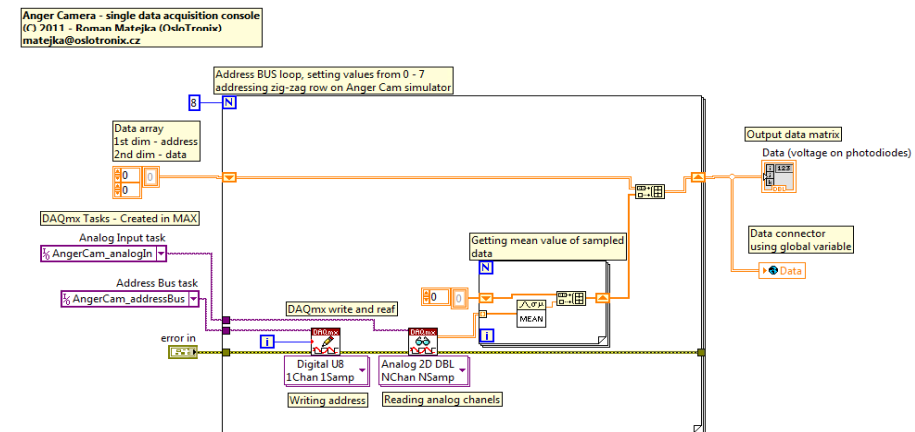 Anger Camera - single data acquisition console
(C) 2011 - Roman Matejka (OsloTronix)
matejka@oslotronix.cz
Address BUS loop, setting values from 0 - 7
addressing zig-zag row on Anger Cam simulator
8
N
Data array
1st dim - address
2nd dim - data
0
0
0
Output data matrix
Data (voltage on photodiodes)
1 2 3
DBL
DAQmx Tasks - Created in MAX
Analog Input task
I/O AngerCam_analogIn
Address Bus task
I/O AngerCam_addressBus
Getting mean value of sampled
data
N
0
0
MEAN
i
Data connector
using global variable
Data
DAQmx write and reaf
error in
i
DAQmx
DAQmx
Digital U8
1Chan 1Samp
Analog 2D DBL
NChan NSamp
Writing address
Reading analog chanels